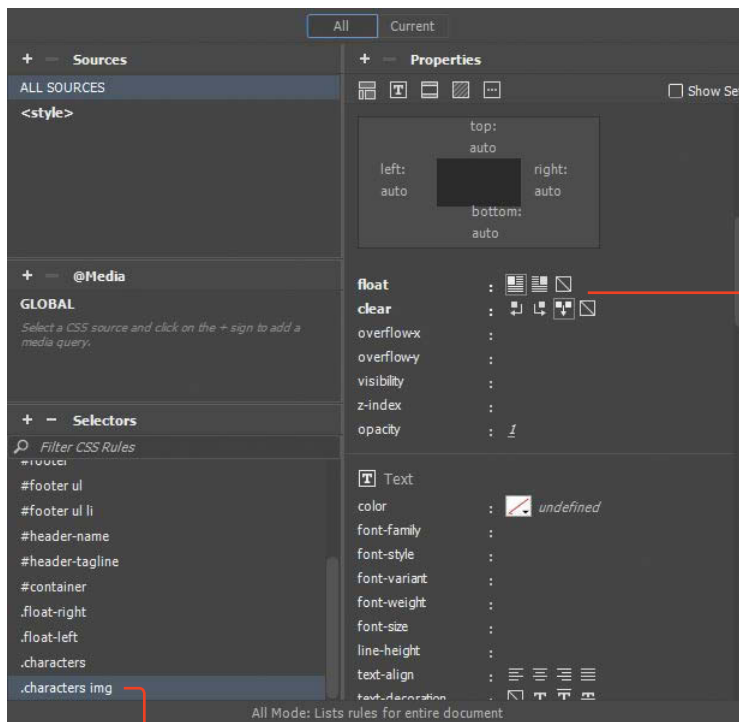 All Current
+ − Sources
ALL SOURCES
<style>
+ − @Media
GLOBAL
Select a CSS source and click on the + sign to add a
media query.
+ − Selectors
Filter CSS Rules
#footer
#footer ul
#footer ul li
#header-name
#header-tagline
#container
.float-right
.float-left
.characters
.characters img
+ − Properties
T
Show Se
top:
auto
left:
auto
right:
auto
bottom:
auto
float :
clear :
overflow-x :
overflow-y :
visibility :
z-index :
opacity : 1
T Text
color : undefined
font-family :
font-style :
font-variant :
font-weight :
font-size :
line-height :
text-align :
text-decoration : T T T
All Mode: Lists rules for entire document